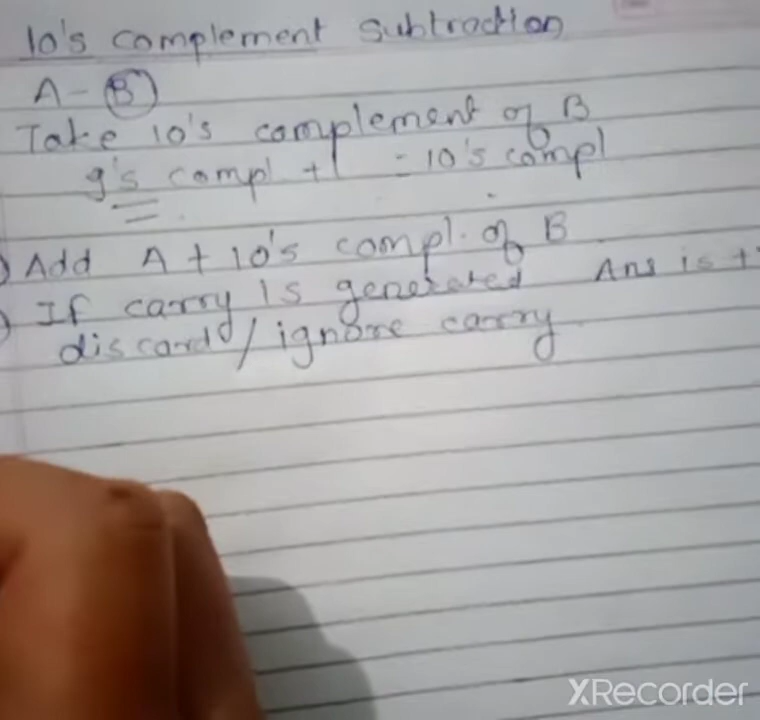 10's complement subtraction
A - B
Take 10's complement of B
9's compl + 1 = 10's compl
Add A + 10's compl. of B
If carry is generated Ans is +
discard / ignore carry
XRecorder